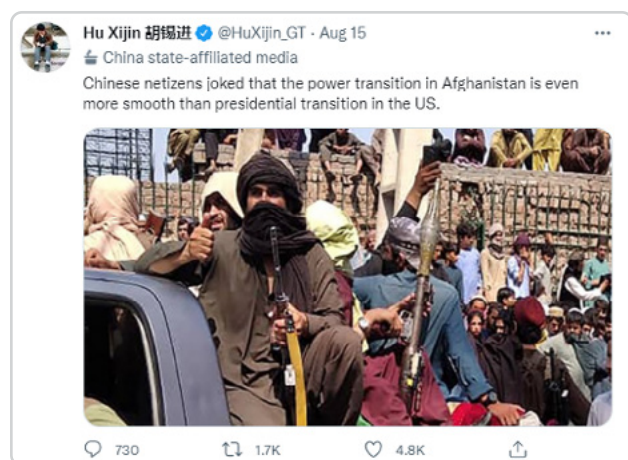 Hu Xijin 胡锡进 @HuXijin_GT · Aug 15
China state-affiliated media
Chinese netizens joked that the power transition in Afghanistan is even
more smooth than presidential transition in the US.
730 1.7K 4.8K